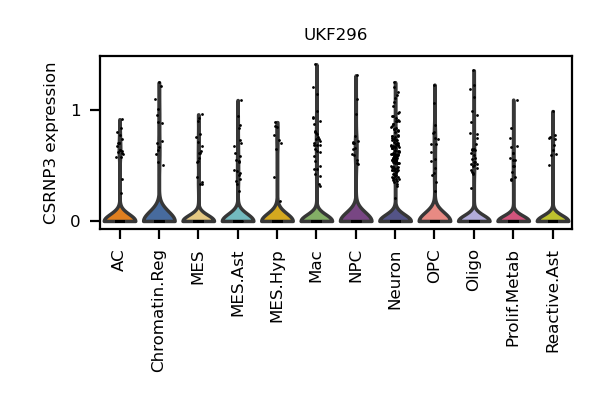 UKF296
CSRNP3 expression
1
0
AC
Chromatin.Reg
MES
MES.Ast
MES.Hyp
Mac
NPC
Neuron
OPC
Oligo
Prolif.Metab
Reactive.Ast